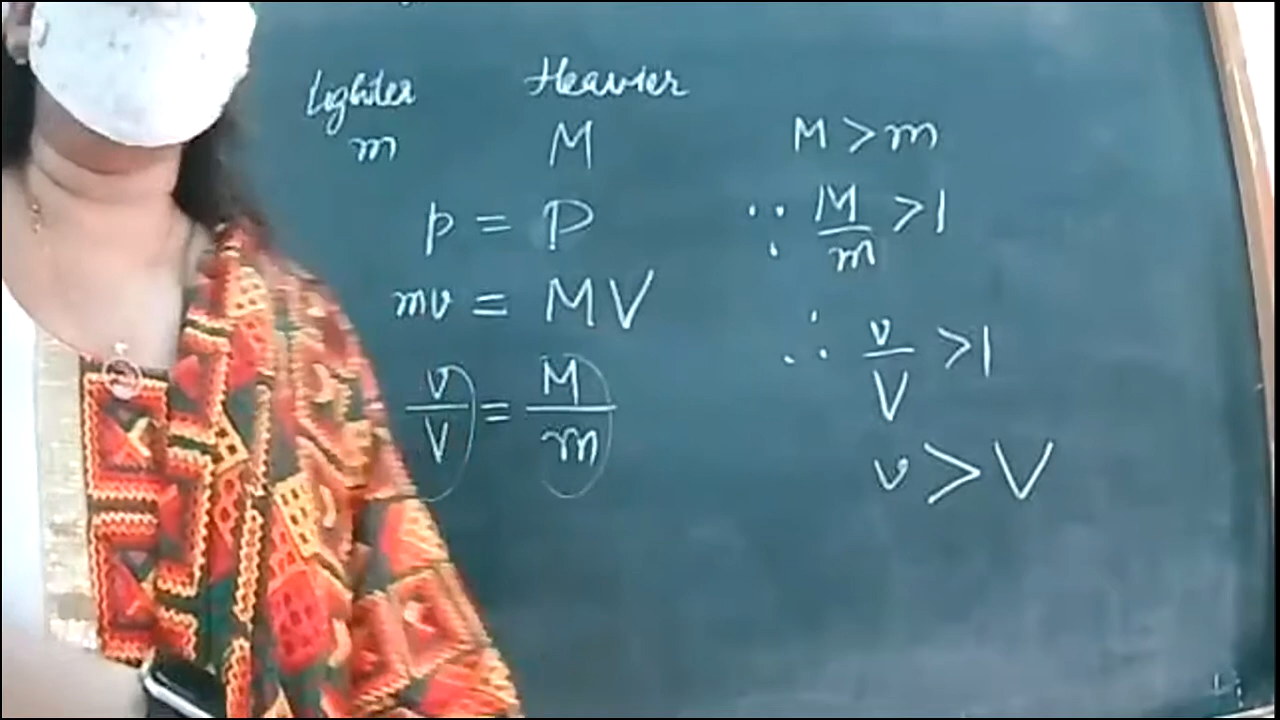 Lighter Heavier
m M
p = P
mv = MV
v/V = M/m
M > m
∵ M/m > 1
∴ v/V > 1
v > V